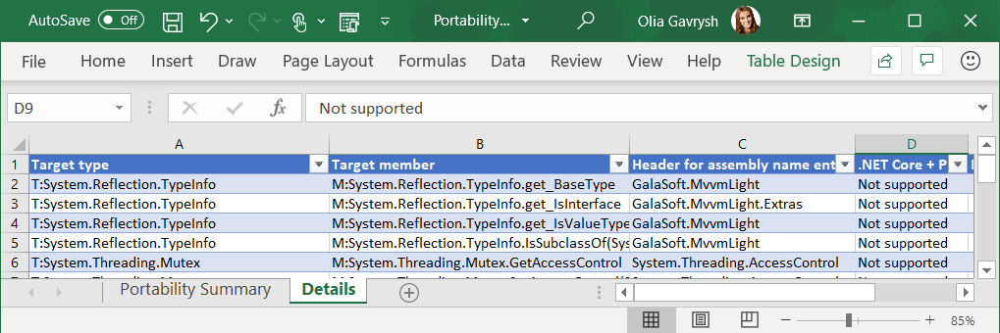 AutoSave Off Portability... Olia Gavrysh
File Home Insert Draw Page Layout Formulas Data Review View Help Table Design
D9 fx Not supported
A B C D
1 Target type Target member Header for assembly name ent .NET Core + P
2 T:System.Reflection.TypeInfo M:System.Reflection.TypeInfo.get_BaseType GalaSoft.MvvmLight Not supported
3 T:System.Reflection.TypeInfo M:System.Reflection.TypeInfo.get_IsInterface GalaSoft.MvvmLight.Extras Not supported
4 T:System.Reflection.TypeInfo M:System.Reflection.TypeInfo.get_IsValueType GalaSoft.MvvmLight Not supported
5 T:System.Reflection.TypeInfo M:System.Reflection.TypeInfo.IsSubclassOf(Sys GalaSoft.MvvmLight Not supported
6 T:System.Threading.Mutex M:System.Threading.Mutex.GetAccessControl System.Threading.AccessControl Not supported
Portability Summary Details
85%